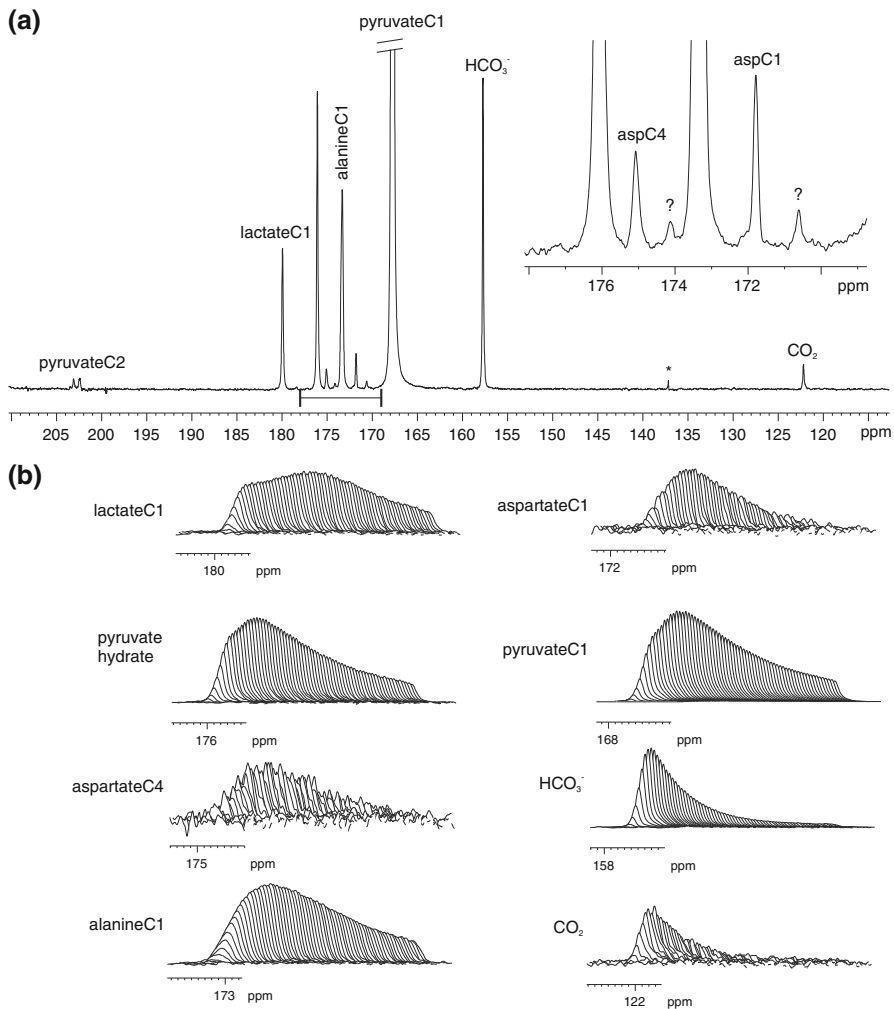 (a)
pyruvateC1
HCO₃⁻
aspC1
alanineC1
aspC4
lactateC1
?
?
176 174 172 ppm
pyruvateC2
*
CO₂
205 200 195 190 185 180 175 170 165 160 155 150 145 140 135 130 125 120 ppm
(b)
lactateC1
180 ppm
aspartateC1
172 ppm
pyruvate
hydrate
176 ppm
pyruvateC1
168 ppm
aspartateC4
175 ppm
HCO₃⁻
158 ppm
alanineC1
173 ppm
CO₂
122 ppm